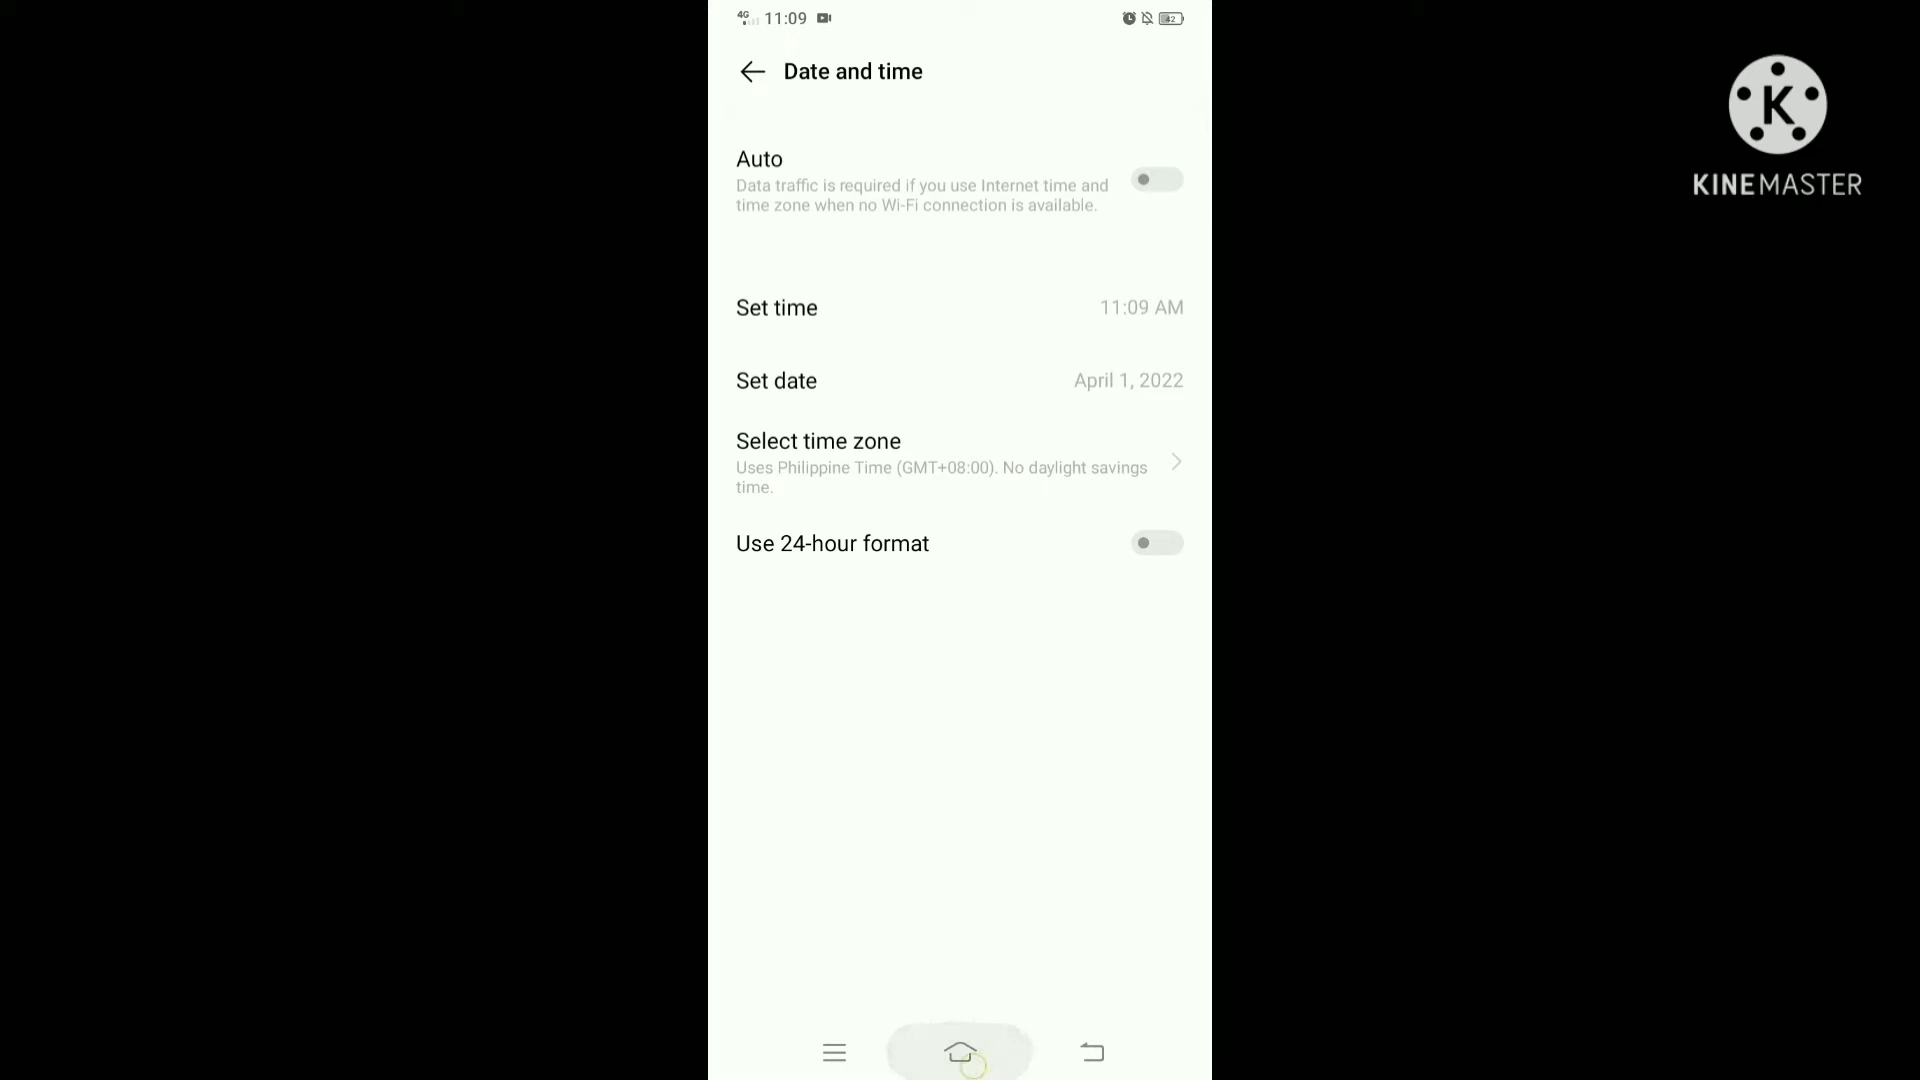 4G 11:09 42
Date and time
K
KINEMASTER
Auto
Data traffic is required if you use Internet time and
time zone when no Wi-Fi connection is available.
Set time 11:09 AM
Set date April 1, 2022
Select time zone
Uses Philippine Time (GMT+08:00). No daylight savings
time.
Use 24-hour format